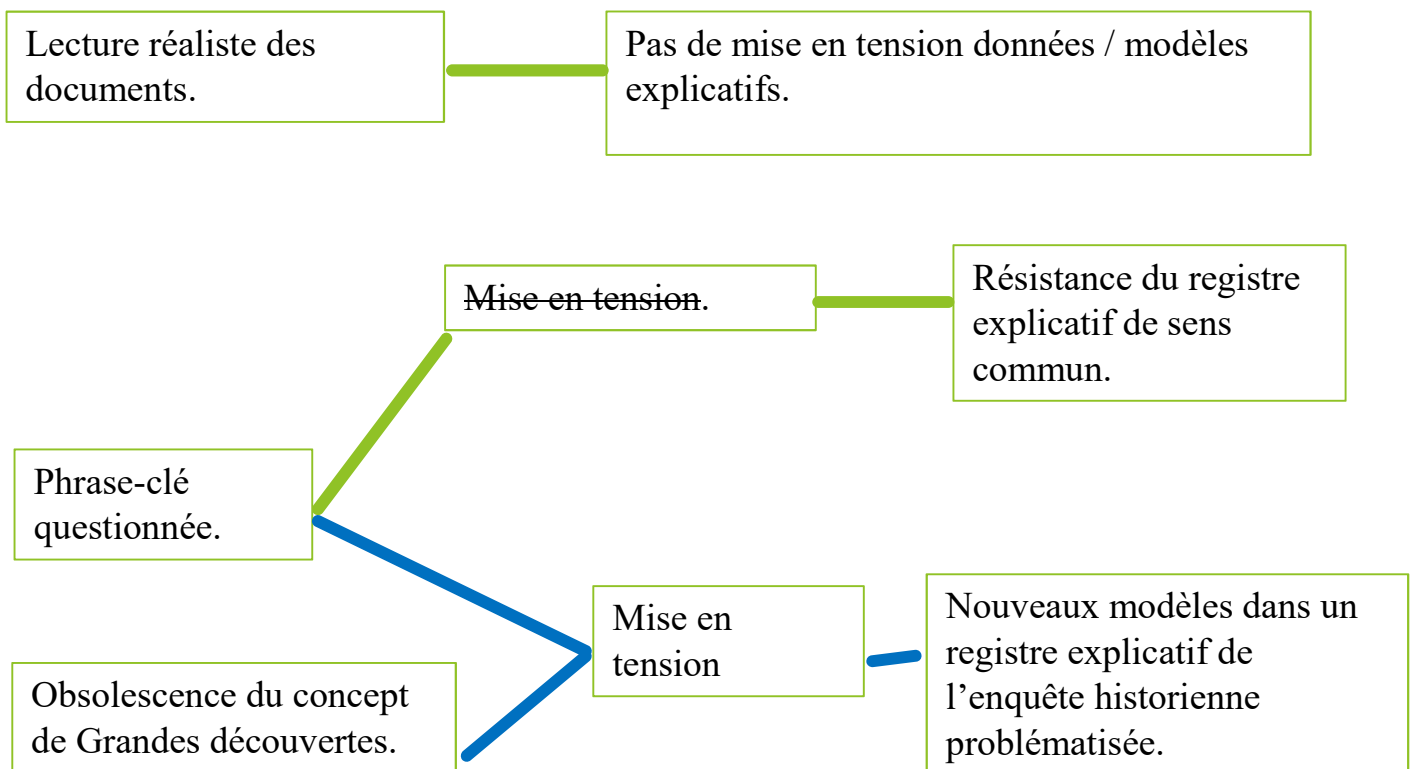 Lecture réaliste des
documents.
Pas de mise en tension données / modèles
explicatifs.
Mise en tension.
Résistance du registre
explicatif de sens
commun.
Phrase-clé
questionnée.
Mise en
tension
Nouveaux modèles dans un
registre explicatif de
l’enquête historienne
problématisée.
Obsolescence du concept
de Grandes découvertes.